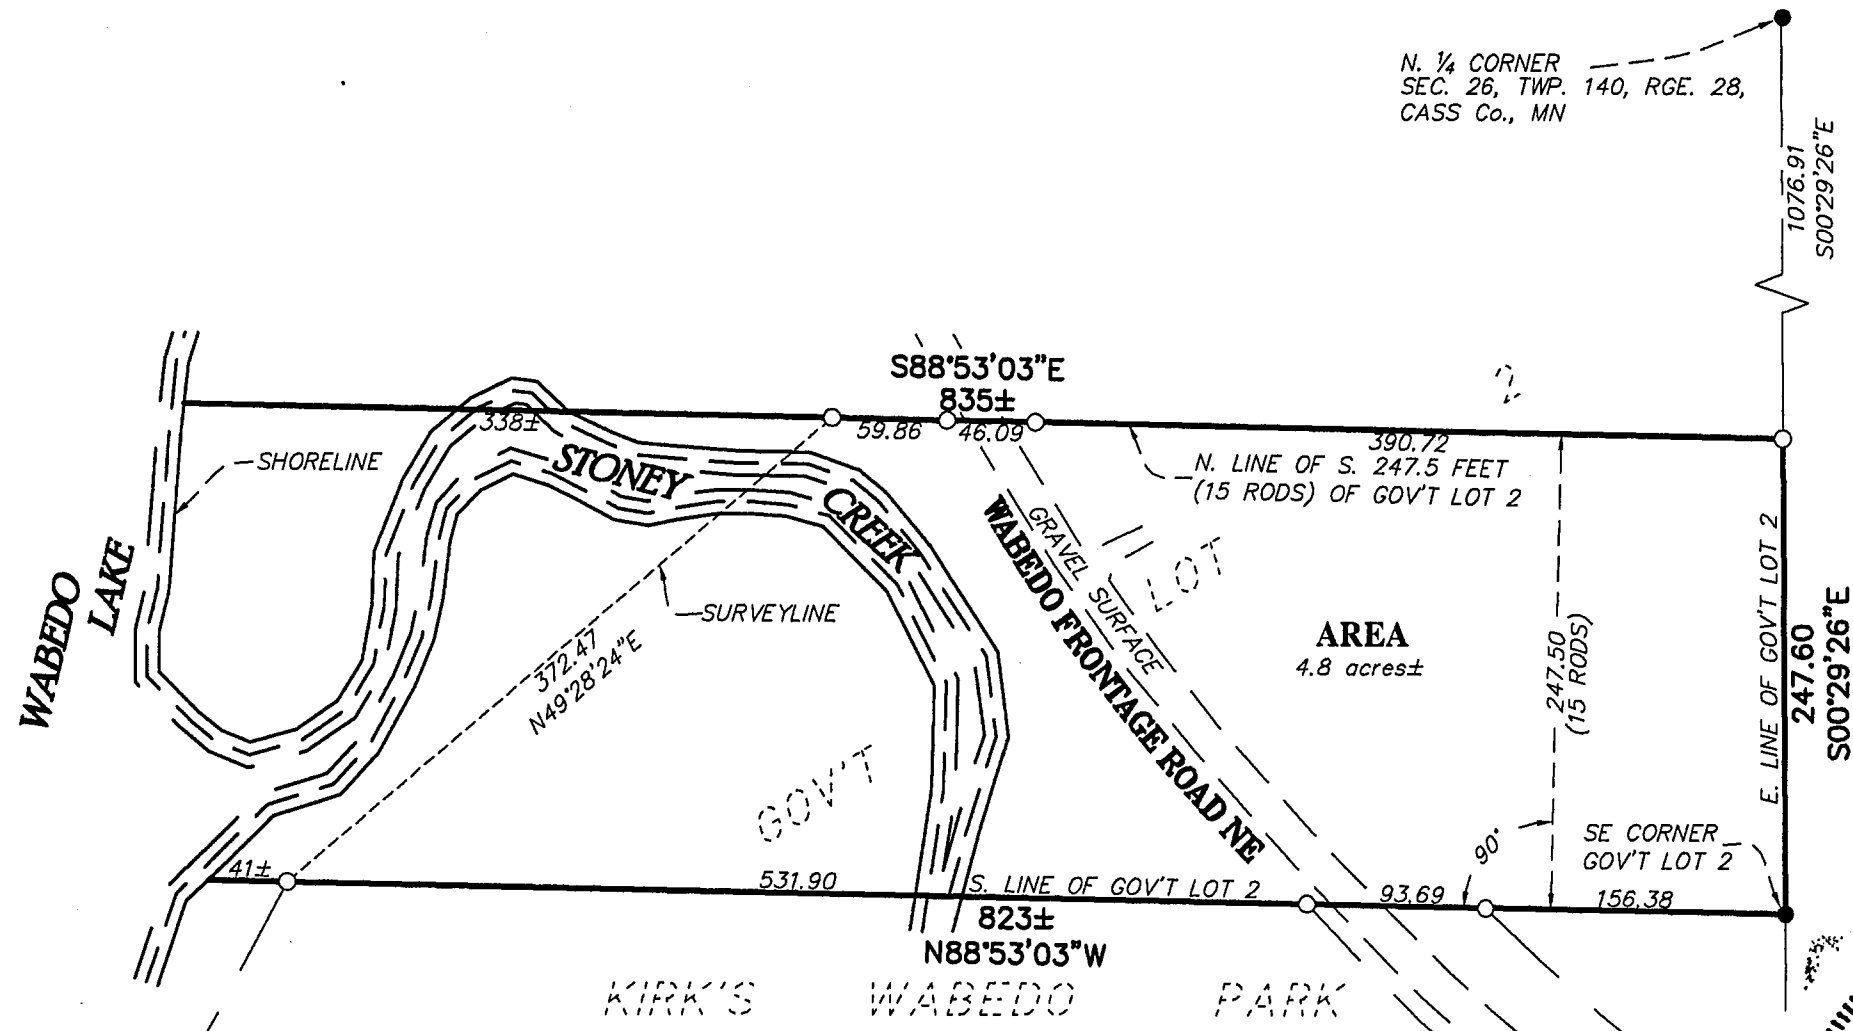 N. ¼ CORNER
SEC. 26, TWP. 140, RGE. 28,
CASS Co., MN
1076.91
S00°29'26"E
S88°53'03"E
835±
2
338±
59.86
46.09
390.72
N. LINE OF S. 247.5 FEET
(15 RODS) OF GOV'T LOT 2
SHORELINE
STONEY
CREEK
WABEDO
LAKE
SURVEYLINE
372.47
N49°28'24"E
GRAVEL SURFACE
WABEDO FRONTAGE ROAD NE
LOT
AREA
4.8 acres±
247.50
(15 RODS)
E. LINE OF GOV'T LOT 2
247.60
S00°29'26"E
GOV'T
90°
SE CORNER
GOV'T LOT 2
41±
531.90
S. LINE OF GOV'T LOT 2
93.69
156.38
823±
N88°53'03"W
KIRK'S WABEDO PARK